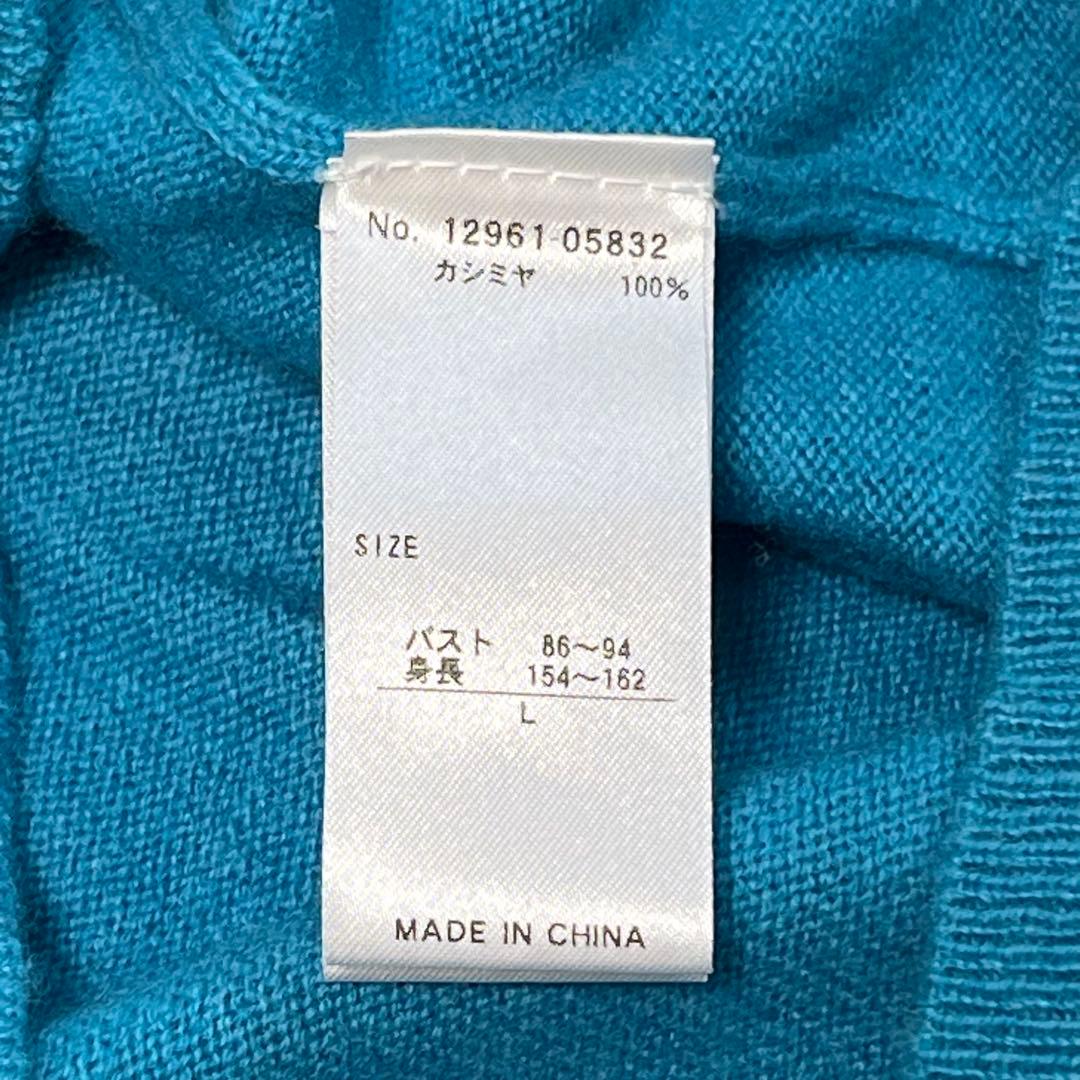 No. 12961-05832
カシミヤ 100%
SIZE
バスト 86〜94
身長 154〜162
L
MADE IN CHINA